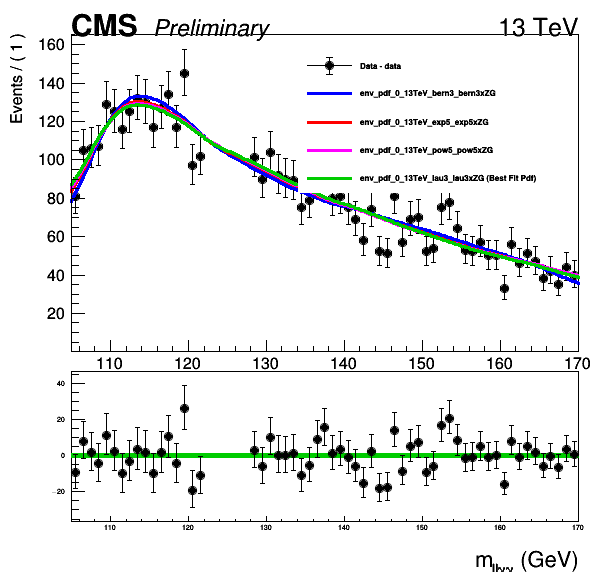 CMS Preliminary 13 TeV
Events / ( 1 )
160
140
120
100
80
60
40
20
Data - data
env_pdf_0_13TeV_bern3_bern3xZG
env_pdf_0_13TeV_exp5_exp5xZG
env_pdf_0_13TeV_pow5_pow5xZG
env_pdf_0_13TeV_lau3_lau3xZG (Best Fit Pdf)
110 120 130 140 150 160 170
40
20
0
−20
110 120 130 140 150 160 170
(GeV)